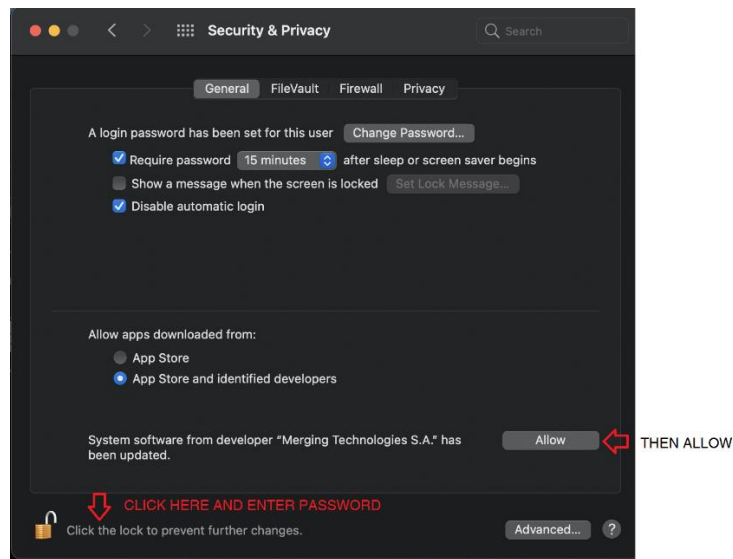 Security & Privacy
Search
General FileVault Firewall Privacy
A login password has been set for this user Change Password...
Require password 15 minutes after sleep or screen saver begins
Show a message when the screen is locked Set Lock Message...
Disable automatic login
Allow apps downloaded from:
App Store
App Store and identified developers
System software from developer “Merging Technologies S.A.” has
been updated.
Allow
THEN ALLOW
CLICK HERE AND ENTER PASSWORD
Click the lock to prevent further changes.
Advanced... ?